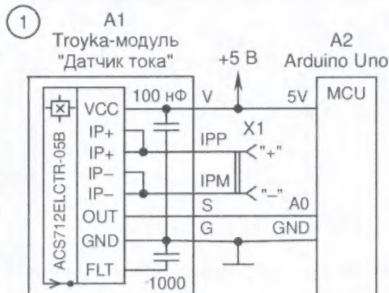 1
A1
Troyka-модуль
"Датчик тока"
+5 В
A2
Arduino Uno
ACS712ELCTR-05B
VCC
IP+
IP+
IP–
IP–
OUT
GND
FLT
100 нФ
1000
V
IPP
IPM
S
G
X1
"+"
"–"
5V
A0
GND
MCU